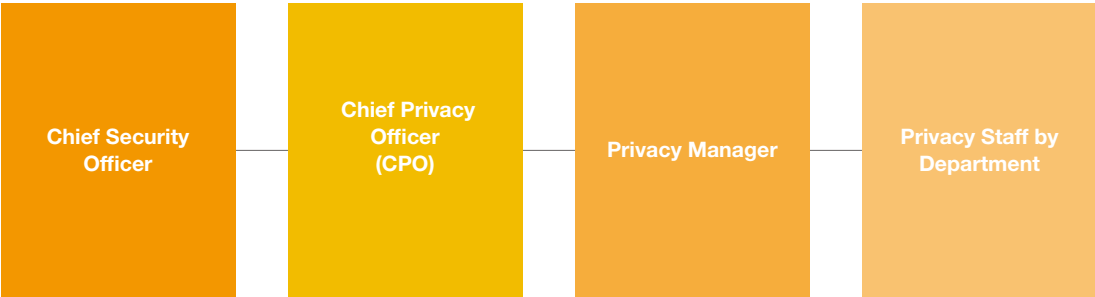 Chief Security
Officer
Chief Privacy
Officer
(CPO)
Privacy Manager
Privacy Staff by
Department